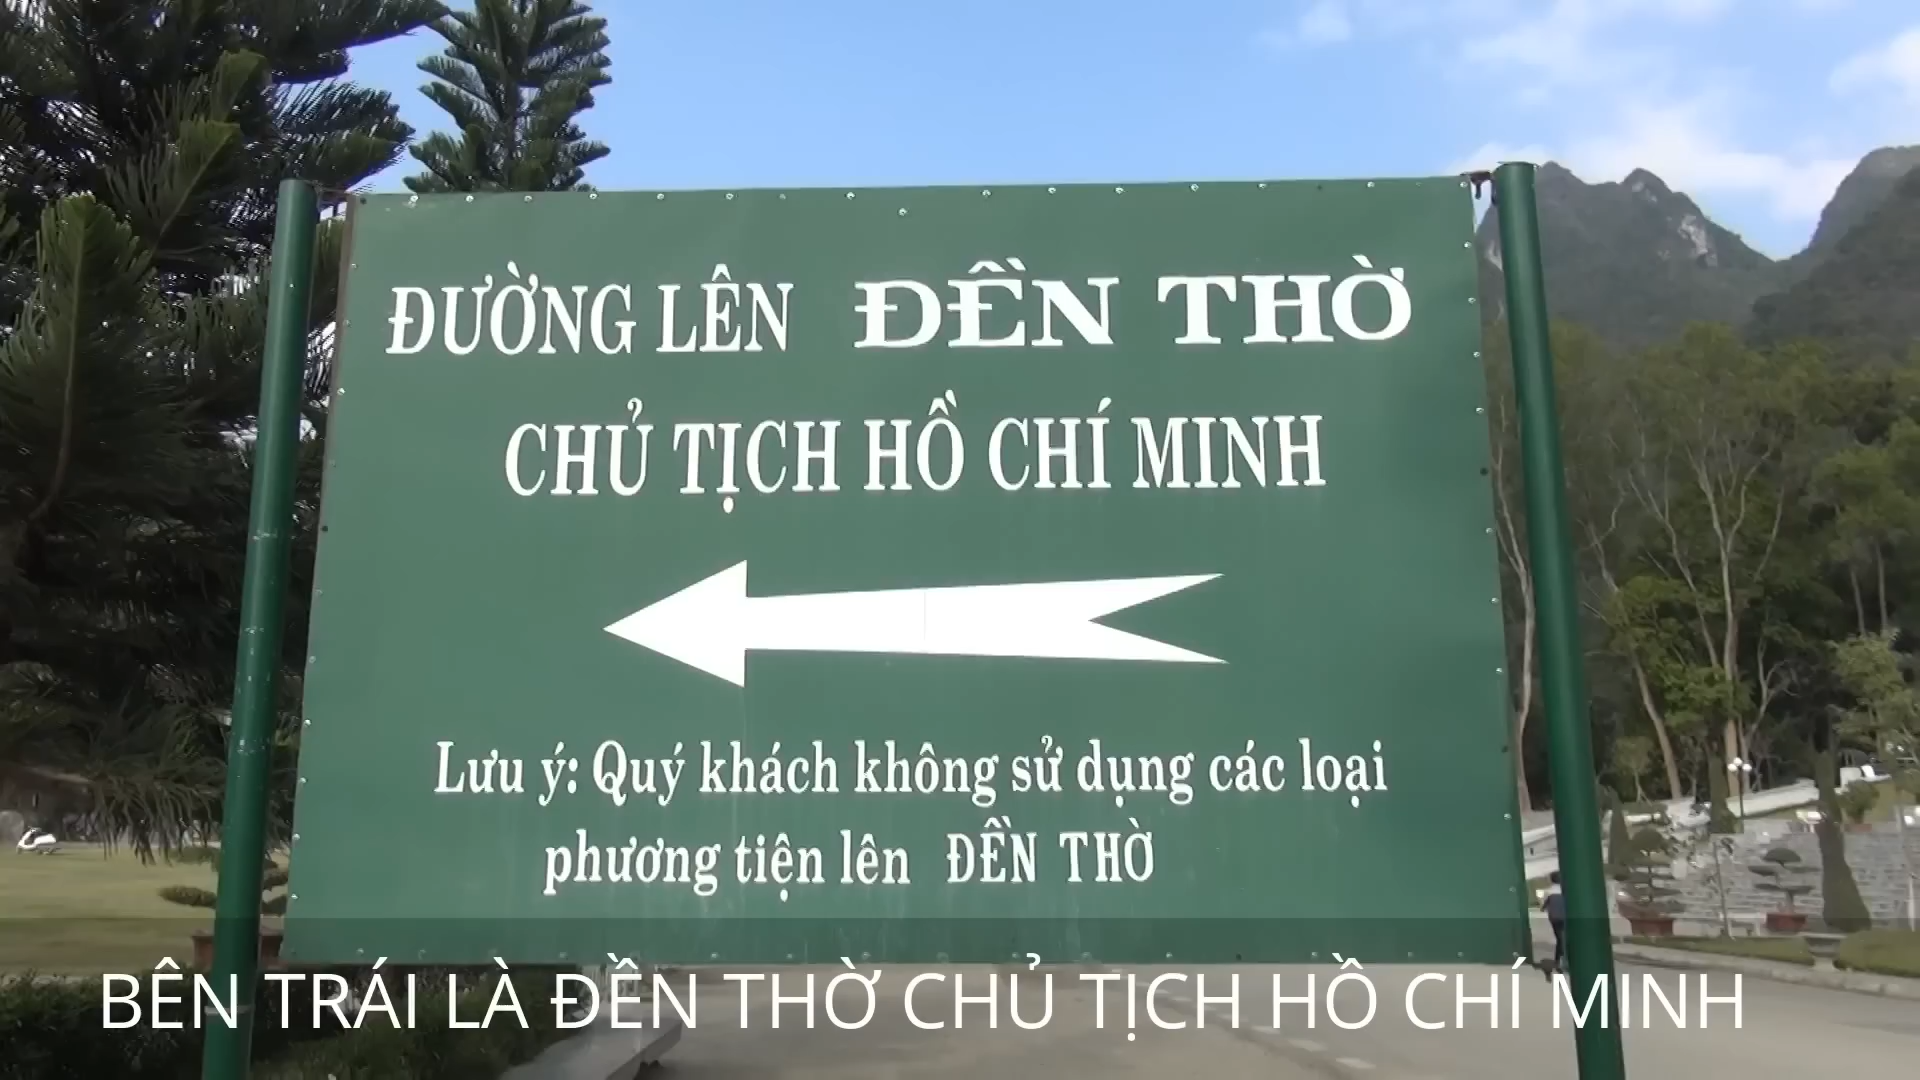 ĐƯỜNG LÊN ĐỀN THỜ
CHỦ TỊCH HỒ CHÍ MINH
Lưu ý: Quý khách không sử dụng các loại
phương tiện lên ĐỀN THỜ
BÊN TRÁI LÀ ĐỀN THỜ CHỦ TỊCH HỒ CHÍ MINH